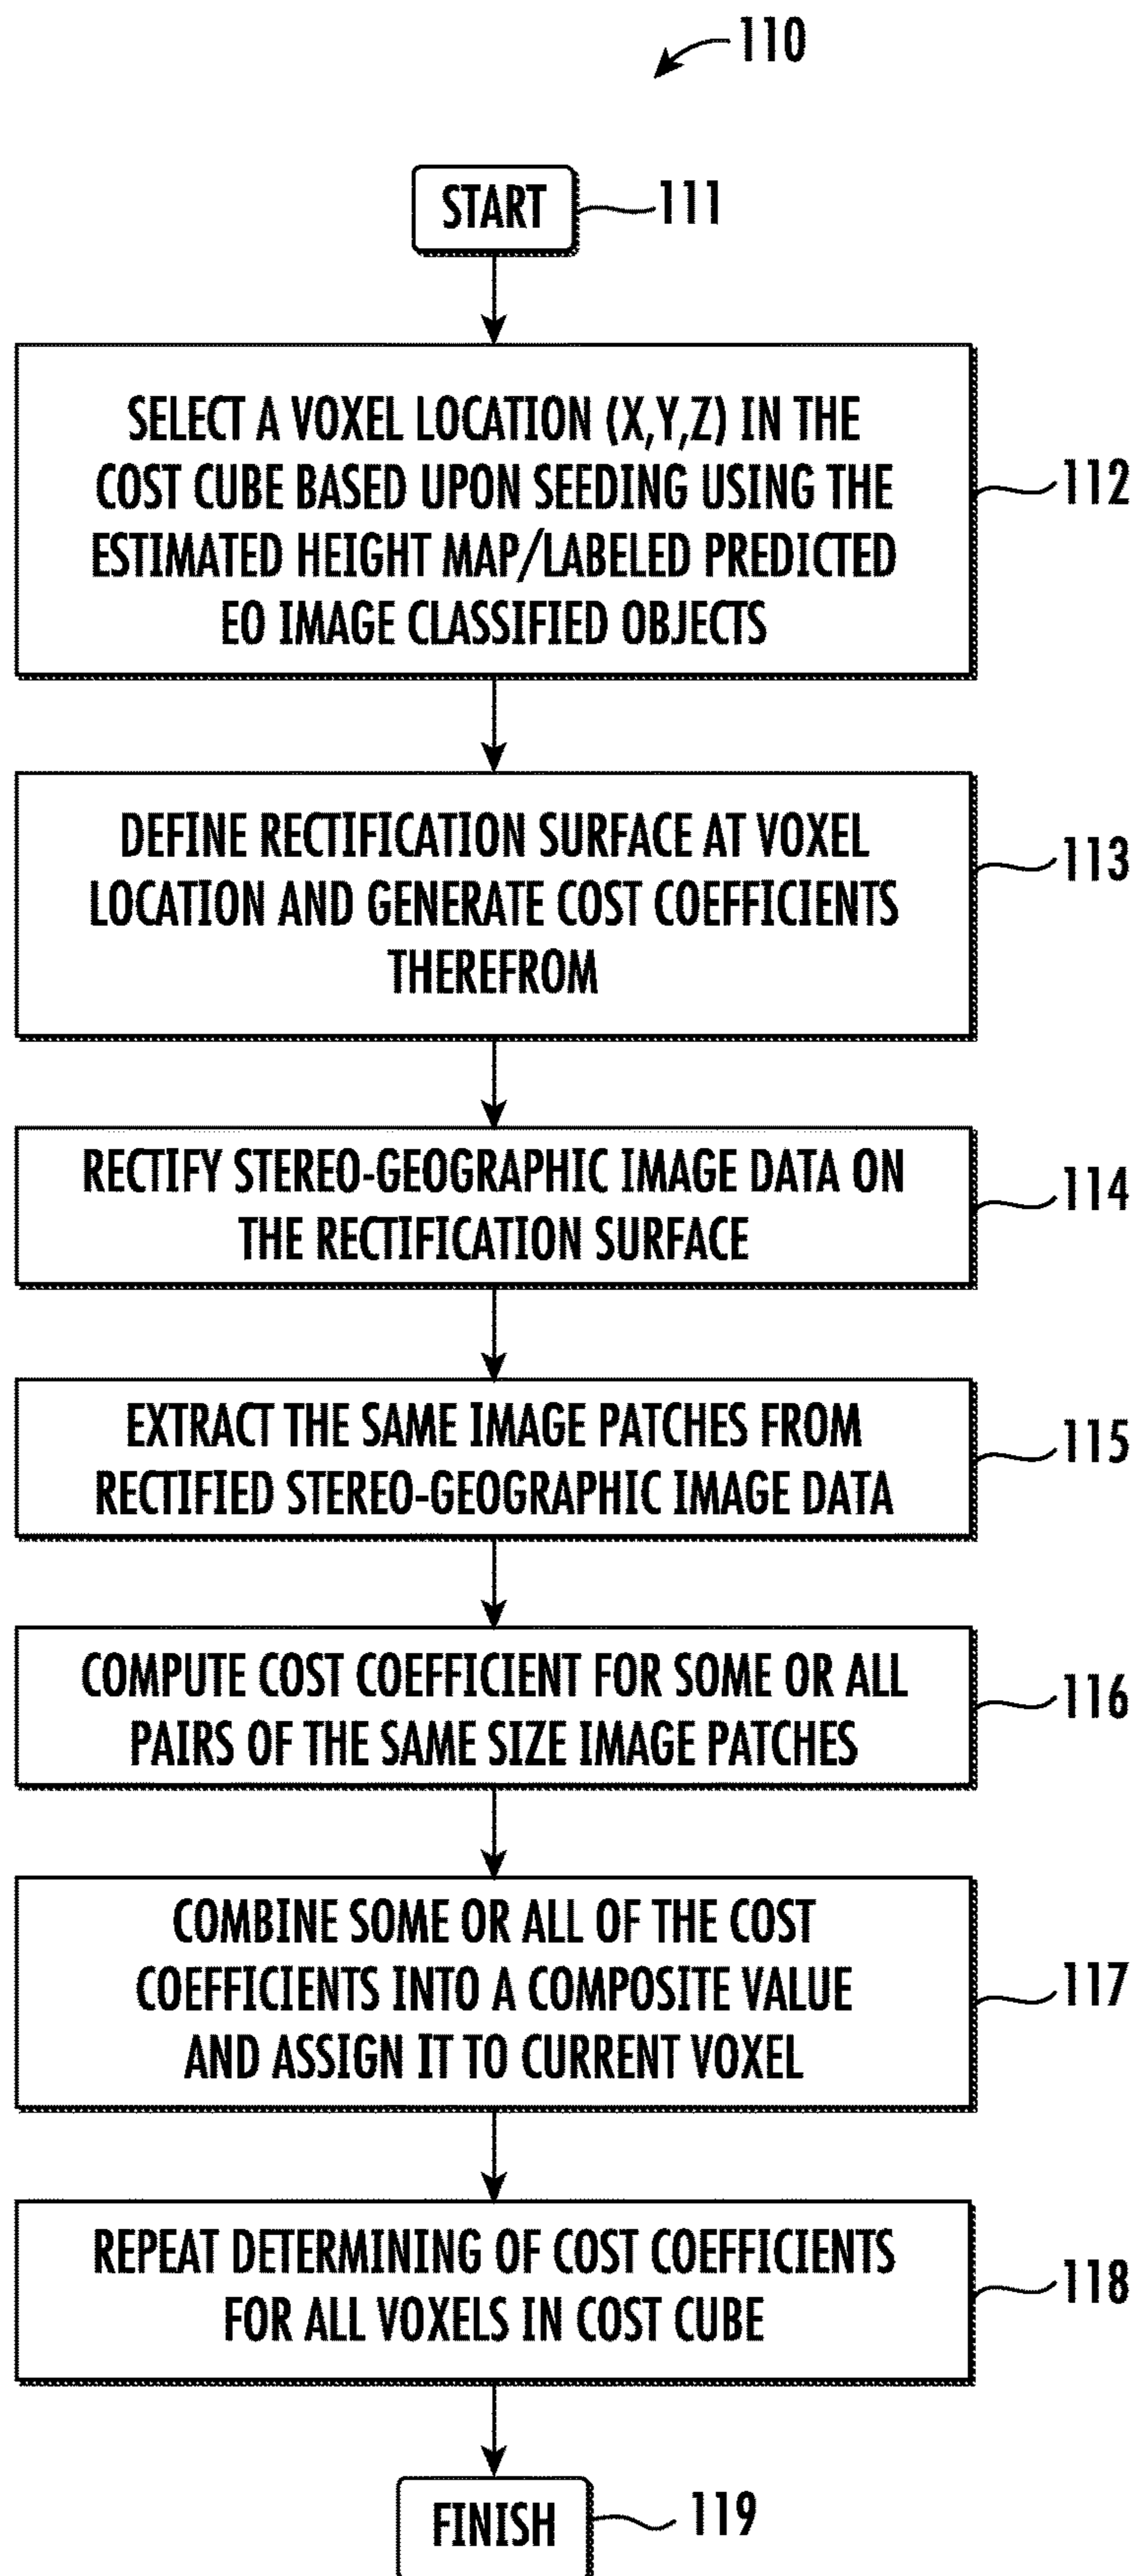 110
START
111
SELECT A VOXEL LOCATION (X,Y,Z) IN THE
COST CUBE BASED UPON SEEDING USING THE
ESTIMATED HEIGHT MAP/LABELED PREDICTED
EO IMAGE CLASSIFIED OBJECTS
112
DEFINE RECTIFICATION SURFACE AT VOXEL
LOCATION AND GENERATE COST COEFFICIENTS
THEREFROM
113
RECTIFY STEREO-GEOGRAPHIC IMAGE DATA ON
THE RECTIFICATION SURFACE
114
EXTRACT THE SAME IMAGE PATCHES FROM
RECTIFIED STEREO-GEOGRAPHIC IMAGE DATA
115
COMPUTE COST COEFFICIENT FOR SOME OR ALL
PAIRS OF THE SAME SIZE IMAGE PATCHES
116
COMBINE SOME OR ALL OF THE COST
COEFFICIENTS INTO A COMPOSITE VALUE
AND ASSIGN IT TO CURRENT VOXEL
117
REPEAT DETERMINING OF COST COEFFICIENTS
FOR ALL VOXELS IN COST CUBE
118
FINISH
119